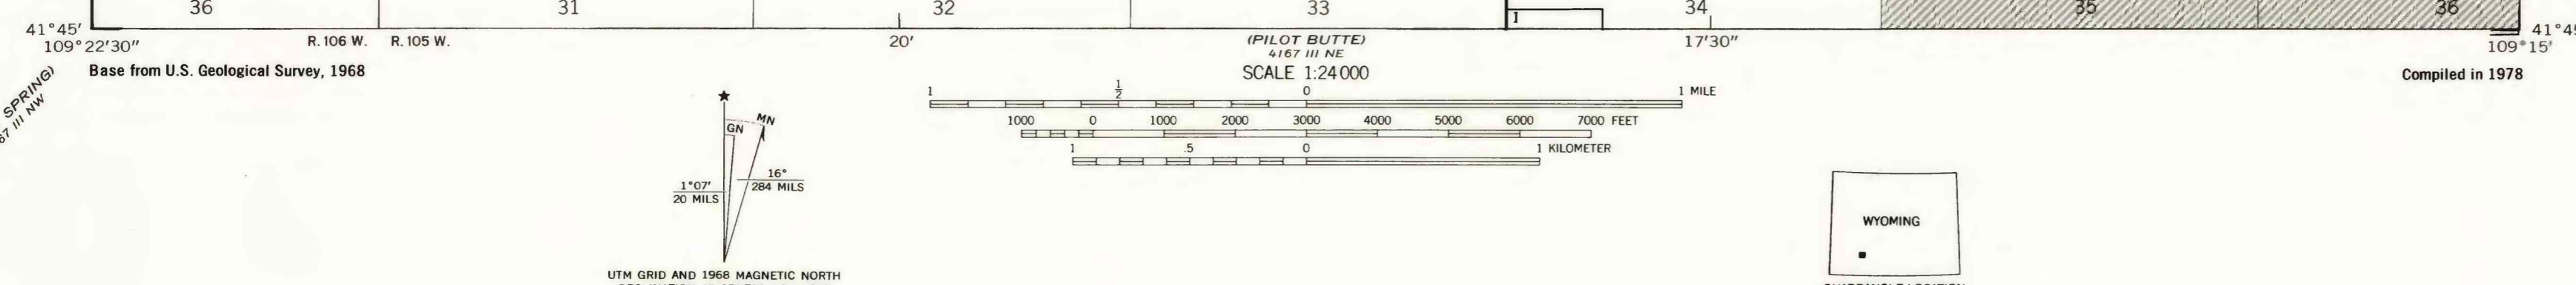 36 31 32 33 34 35 36
1
41°45′
109°22′30″ R. 106 W. R. 105 W. 20′ (PILOT BUTTE) 17′30″ 109°15′
4167 III NE
SPRING)
III NW
Base from U.S. Geological Survey, 1968 SCALE 1:24000 Compiled in 1978
1 ½ 0 1 MILE
1000 0 1000 2000 3000 4000 5000 6000 7000 FEET
1 .5 0 1 KILOMETER
★
GN MN
1°07′ 16°
20 MILS 284 MILS
UTM GRID AND 1968 MAGNETIC NORTH
WYOMING